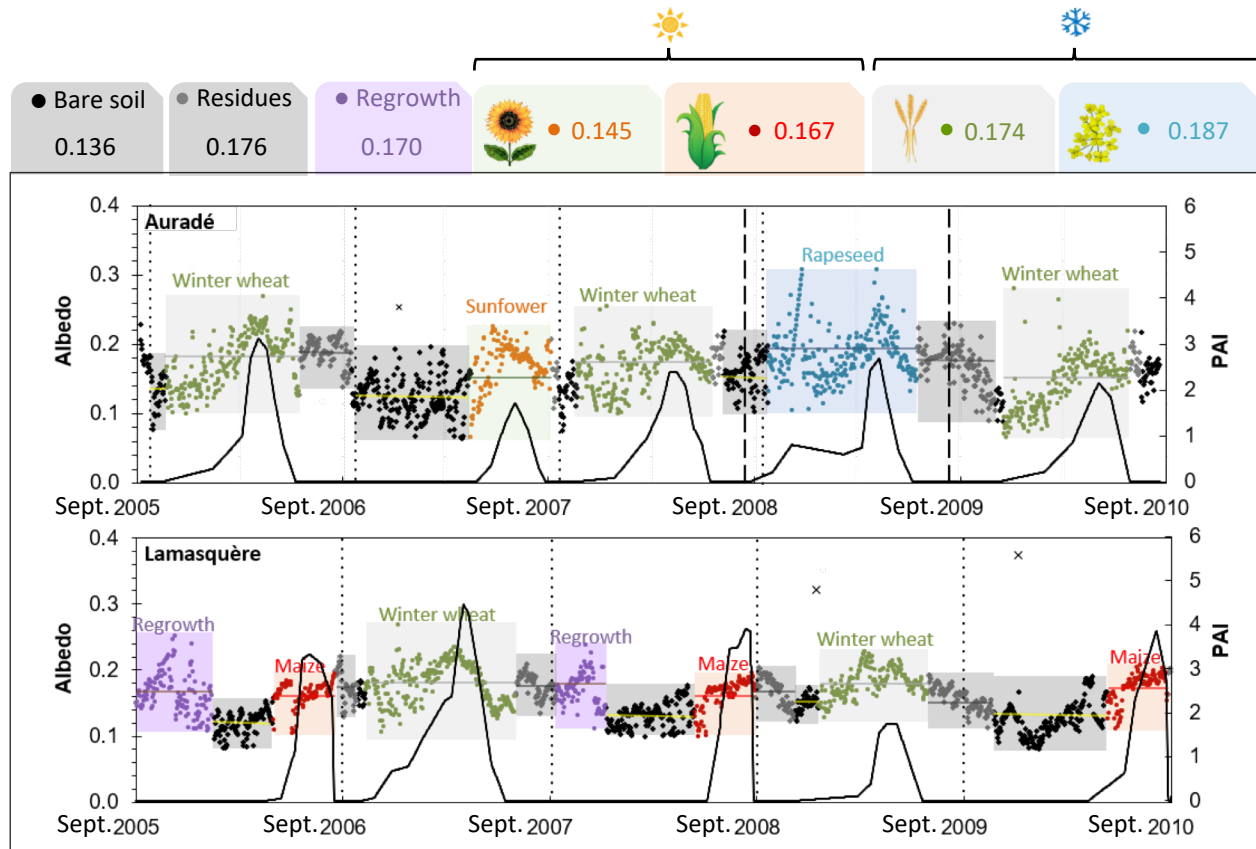 ● Bare soil
0.136
● Residues
0.176
● Regrowth
0.170
● 0.145
● 0.167
● 0.174
● 0.187
Auradé
Albedo
PAI
0.4
0.3
0.2
0.1
0.0
6
5
4
3
2
1
0
Winter wheat
Sunfower
Winter wheat
Rapeseed
Winter wheat
Sept. 2005
Sept. 2006
Sept. 2007
Sept. 2008
Sept. 2009
Sept. 2010
Lamasquère
Albedo
PAI
0.4
0.3
0.2
0.1
0.0
6
5
4
3
2
1
0
Regrowth
Maize
Winter wheat
Regrowth
Maize
Winter wheat
Maize
Sept. 2005
Sept. 2006
Sept. 2007
Sept. 2008
Sept. 2009
Sept. 2010